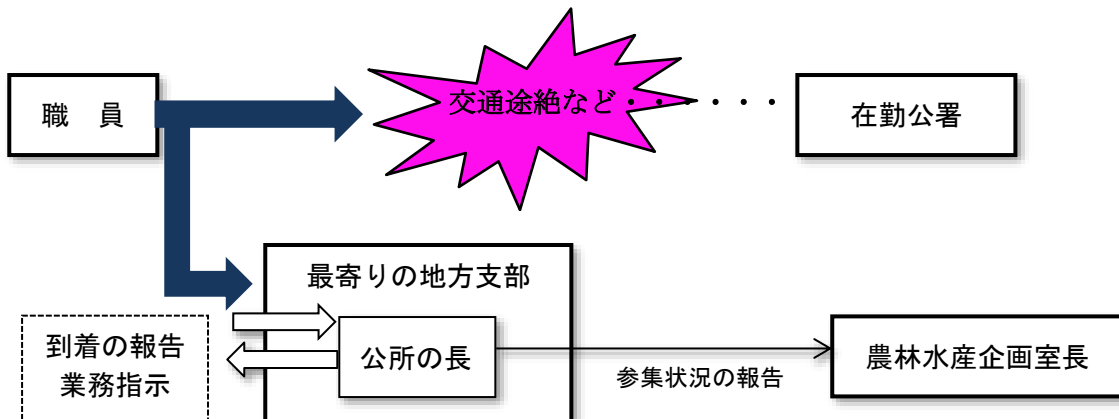 職　員
交通途絶など・・・・・・
在勤公署
最寄りの地方支部
到着の報告
業務指示
公所の長
参集状況の報告
農林水産企画室長